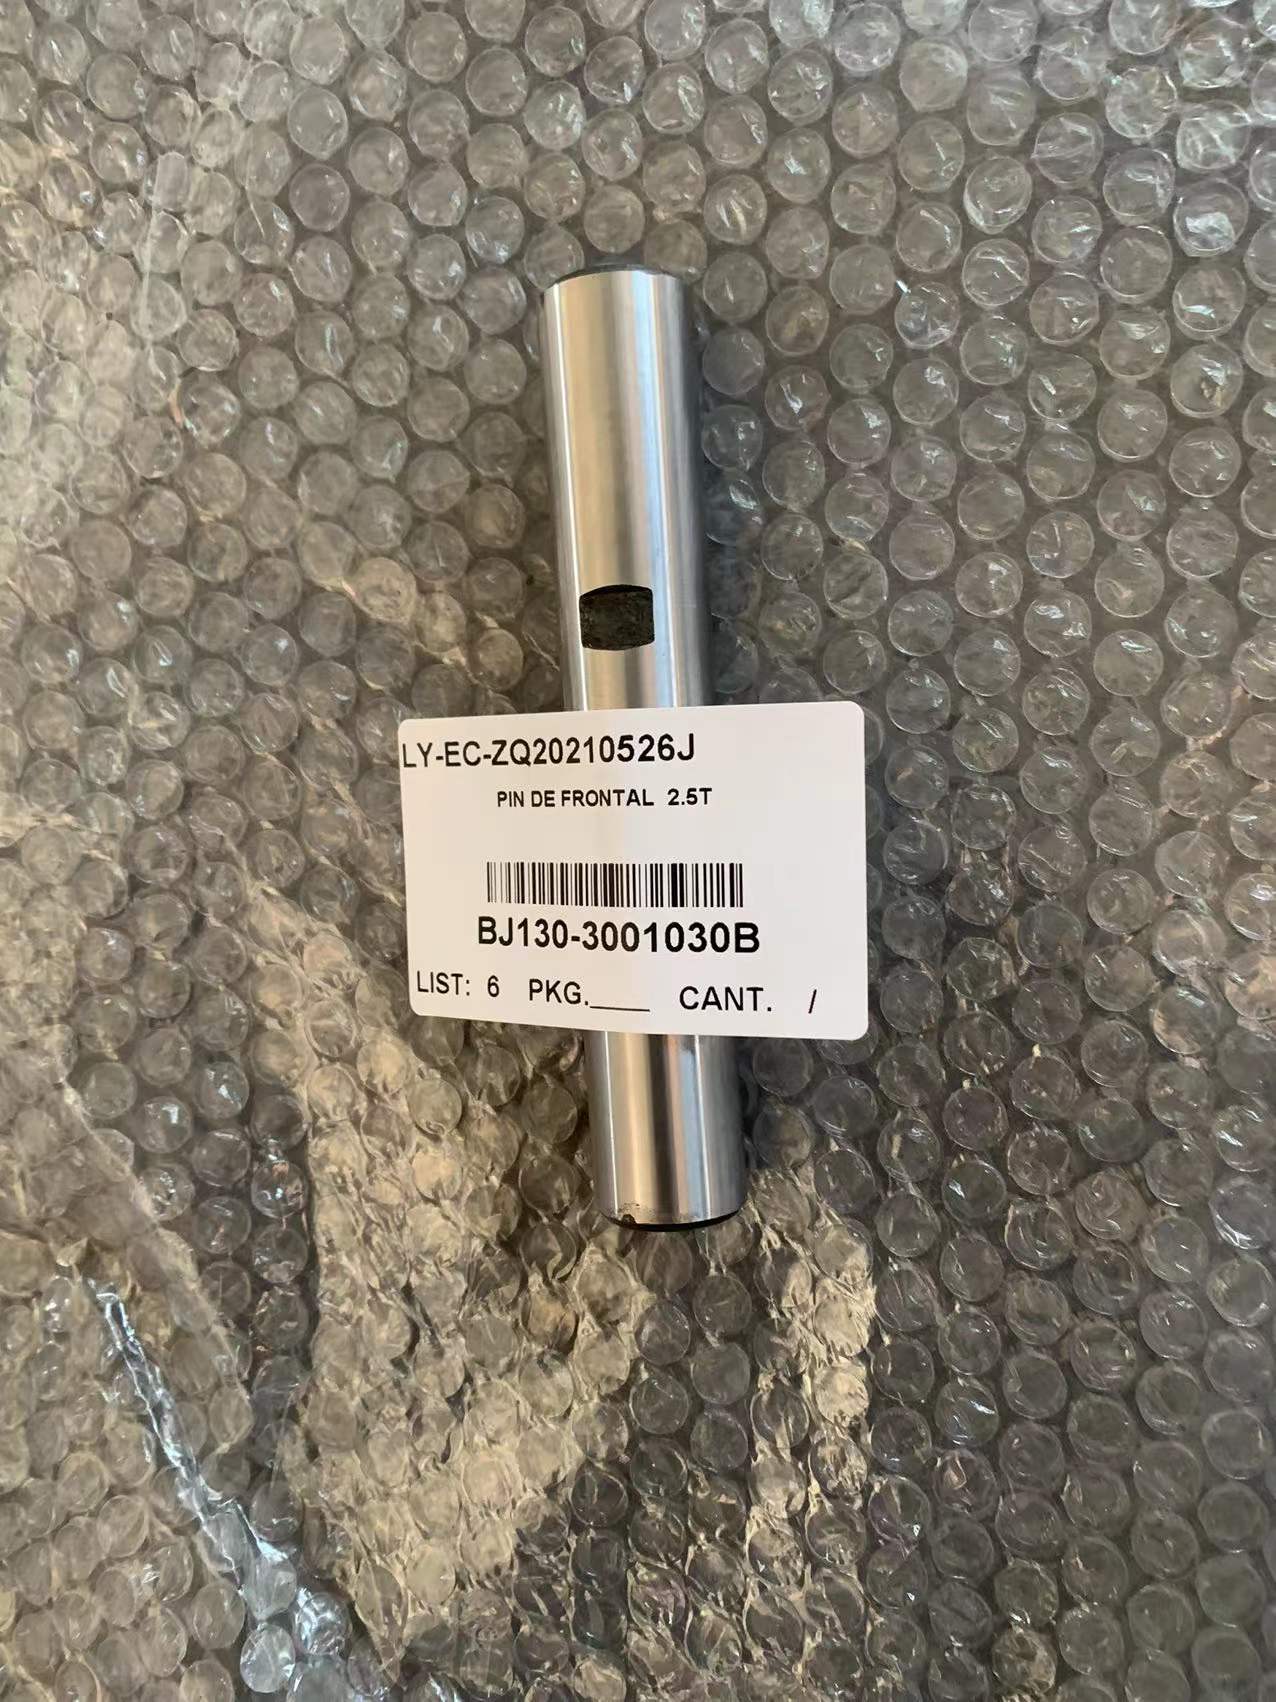 LY-EC-ZQ20210526J
PIN DE FRONTAL 2.5T
BJ130-3001030B
LIST: 6 PKG.____ CANT. /